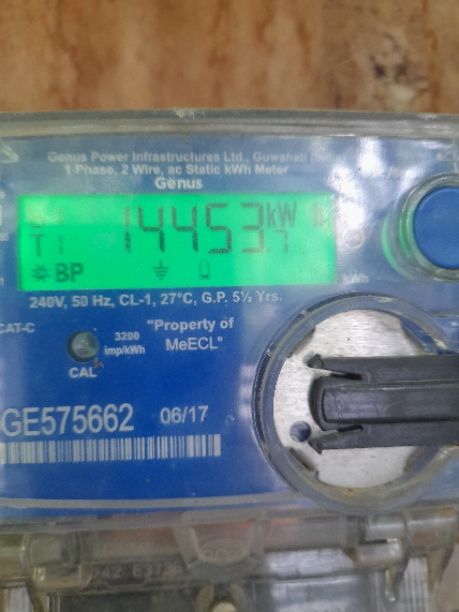 Genus Power Infrastructures Ltd., Guwahati
1 Phase, 2 Wire, ac Static kWh Meter
Genus
14453.7 kW h
T1
BP
kWh
240V, 50 Hz, CL-1, 27°C, G.P. 5½ Yrs.
CAT-C
3200
imp/kWh
"Property of
MeECL"
CAL
GE575662 06/17